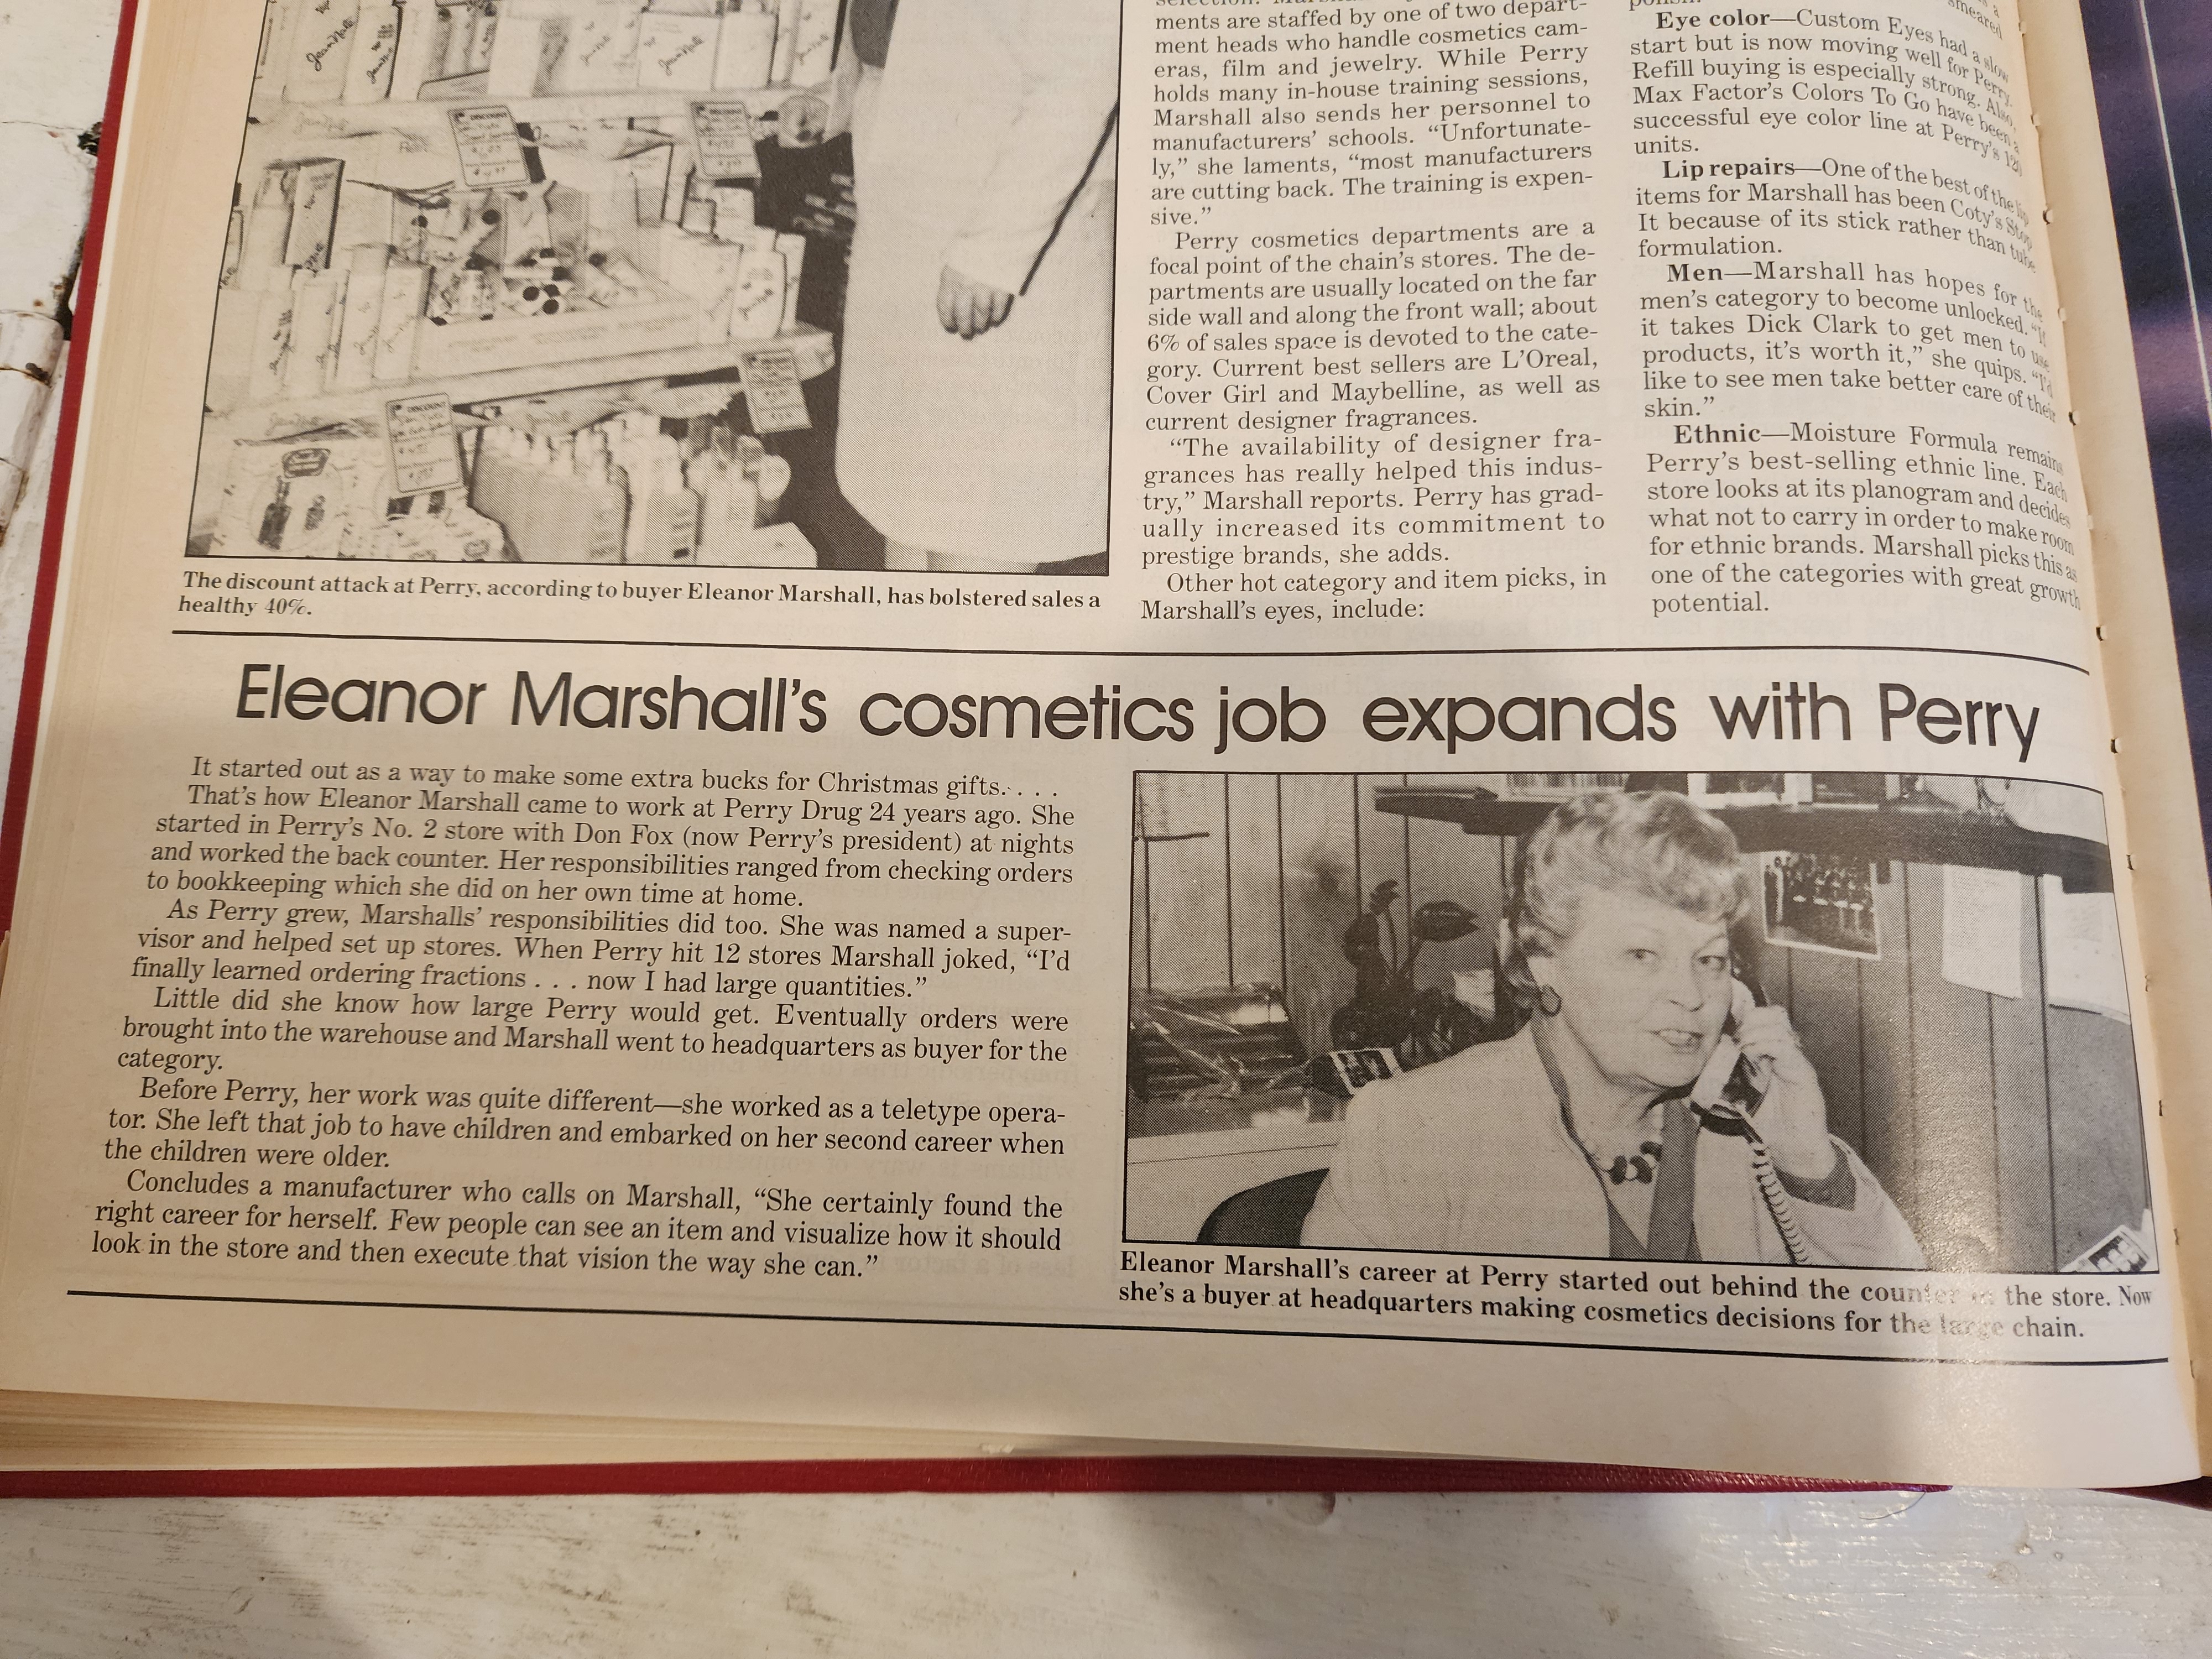 The discount attack at Perry, according to buyer Eleanor Marshall, has bolstered sales a
healthy 40%.
ments are staffed by one of two depart-
ment heads who handle cosmetics cam-
eras, film and jewelry. While Perry
holds many in-house training sessions,
Marshall also sends her personnel to
manufacturers' schools. “Unfortunate-
ly,” she laments, “most manufacturers
are cutting back. The training is expen-
sive.”
Perry cosmetics departments are a
focal point of the chain's stores. The de-
partments are usually located on the far
side wall and along the front wall; about
6% of sales space is devoted to the cate-
gory. Current best sellers are L'Oreal,
Cover Girl and Maybelline, as well as
current designer fragrances.
“The availability of designer fra-
grances has really helped this indus-
try,” Marshall reports. Perry has grad-
ually increased its commitment to
prestige brands, she adds.
Other hot category and item picks, in
Marshall's eyes, include:
smeared
Eye color—Custom Eyes had a slow
start but is now moving well for Perry.
Refill buying is especially strong. Also,
Max Factor's Colors To Go have been a
successful eye color line at Perry's 120
units.
Lip repairs—One of the best of the lip
items for Marshall has been Coty's Stop
It because of its stick rather than tube
formulation.
Men—Marshall has hopes for the
men's category to become unlocked. “If
it takes Dick Clark to get men to use
products, it's worth it,” she quips. “I'd
like to see men take better care of their
skin.”
Ethnic—Moisture Formula remains
Perry's best-selling ethnic line. Each
store looks at its planogram and decides
what not to carry in order to make room
for ethnic brands. Marshall picks this as
one of the categories with great growth
potential.
Eleanor Marshall's cosmetics job expands with Perry
It started out as a way to make some extra bucks for Christmas gifts. . . .
That's how Eleanor Marshall came to work at Perry Drug 24 years ago. She
started in Perry's No. 2 store with Don Fox (now Perry's president) at nights
and worked the back counter. Her responsibilities ranged from checking orders
to bookkeeping which she did on her own time at home.
As Perry grew, Marshalls' responsibilities did too. She was named a super-
visor and helped set up stores. When Perry hit 12 stores Marshall joked, “I'd
finally learned ordering fractions . . . now I had large quantities.”
Little did she know how large Perry would get. Eventually orders were
brought into the warehouse and Marshall went to headquarters as buyer for the
category.
Before Perry, her work was quite different—she worked as a teletype opera-
tor. She left that job to have children and embarked on her second career when
the children were older.
Concludes a manufacturer who calls on Marshall, “She certainly found the
right career for herself. Few people can see an item and visualize how it should
look in the store and then execute that vision the way she can.”
Eleanor Marshall's career at Perry started out behind the counter in the store. Now
she's a buyer at headquarters making cosmetics decisions for the large chain.